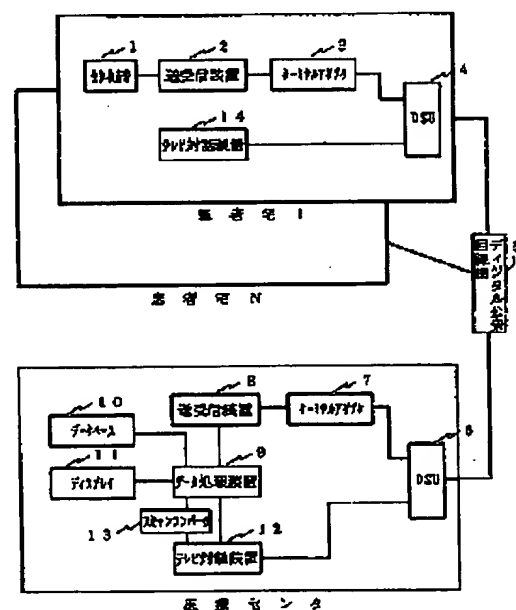 1
2
3
送受信装置
ターミナルアダプタ
4
DSU
14
テレビ対話装置
患者宅1
患者宅N
ディジタル公衆
回線網
8
7
送受信装置
ターミナルアダプタ
10
データベース
6
11
9
ディスプレイ
データ処理装置
DSU
スキャンコンバータ
13
12
テレビ対話装置
医療センタ